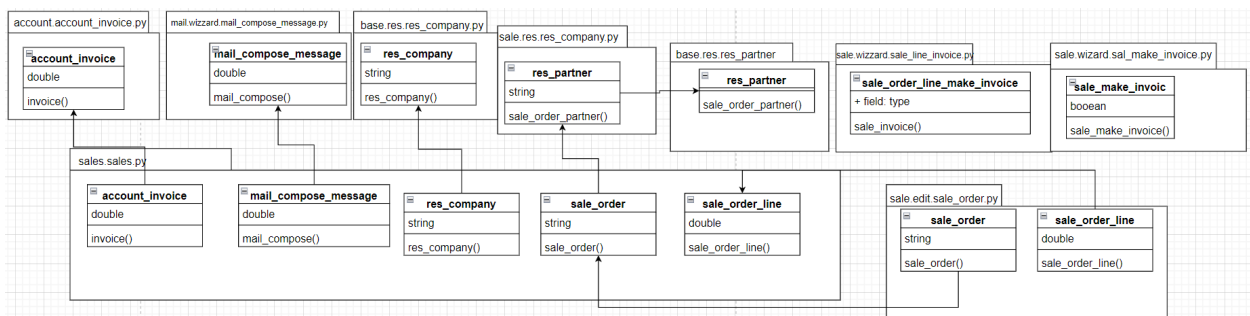 account.account_invoice.py
account_invoice
double
invoice()
mail.wizzard.mail_compose_message.py
mail_compose_message
double
mail_compose()
base.res.res_company.py
res_company
string
res_company()
sale.res.res_company.py
res_partner
string
sale_order_partner()
base.res.res_partner
res_partner
sale_order_partner()
sale.wizzard.sale_line_invoice.py
sale_order_line_make_invoice
+ field: type
sale_invoice()
sale.wizard.sal_make_invoice.py
sale_make_invoic
booean
sale_make_invoice()
sales.sales.py
account_invoice
double
invoice()
mail_compose_message
double
mail_compose()
res_company
string
res_company()
sale_order
string
sale_order()
sale_order_line
double
sale_order_line()
sale.edit.sale_order.py
sale_order
string
sale_order()
sale_order_line
double
sale_order_line()